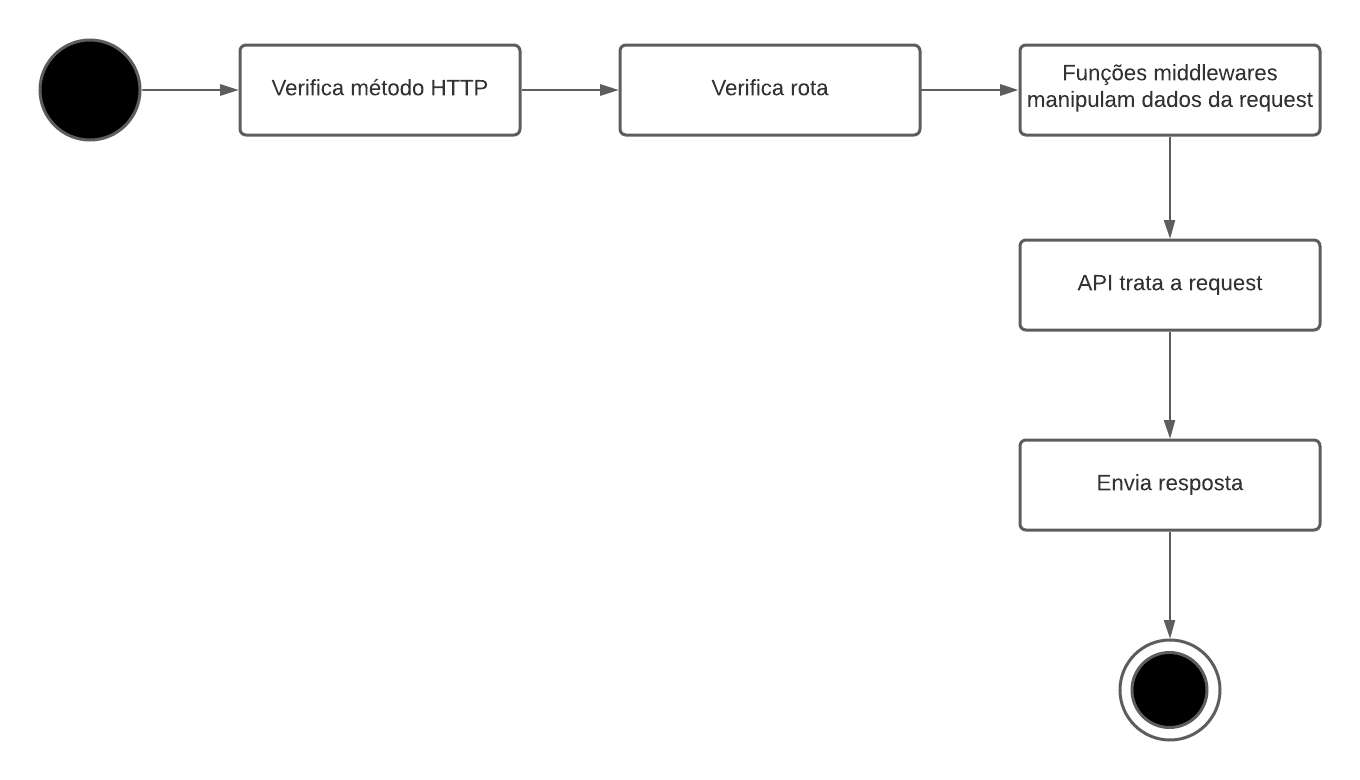 Verifica método HTTP
Verifica rota
Funções middlewares
manipulam dados da request
API trata a request
Envia resposta